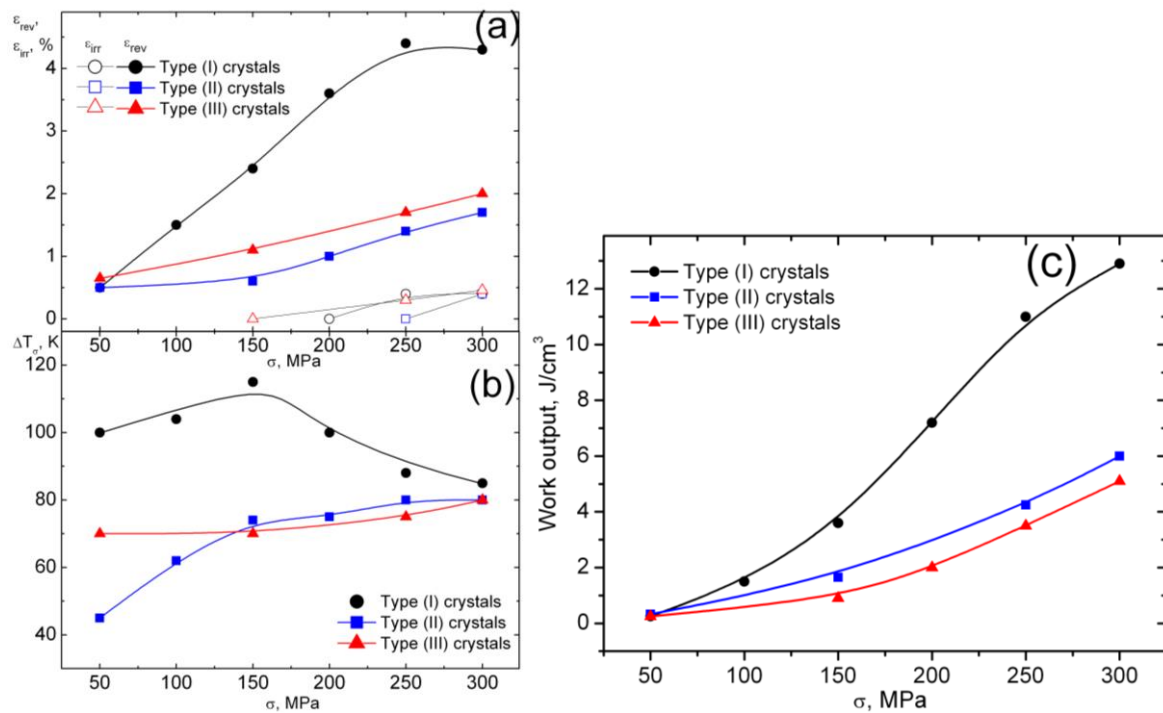 ε_rev,
ε_irr, %
(a)
ε_irr ε_rev
Type (I) crystals
Type (II) crystals
Type (III) crystals
4
3
2
1
0
50 100 150 200 250 300
σ, MPa
ΔT_σ, K
(b)
120
100
80
60
40
Type (I) crystals
Type (II) crystals
Type (III) crystals
50 100 150 200 250 300
σ, MPa
(c)
Type (I) crystals
Type (II) crystals
Type (III) crystals
Work output, J/cm³
12
10
8
6
4
2
0
50 100 150 200 250 300
σ, MPa